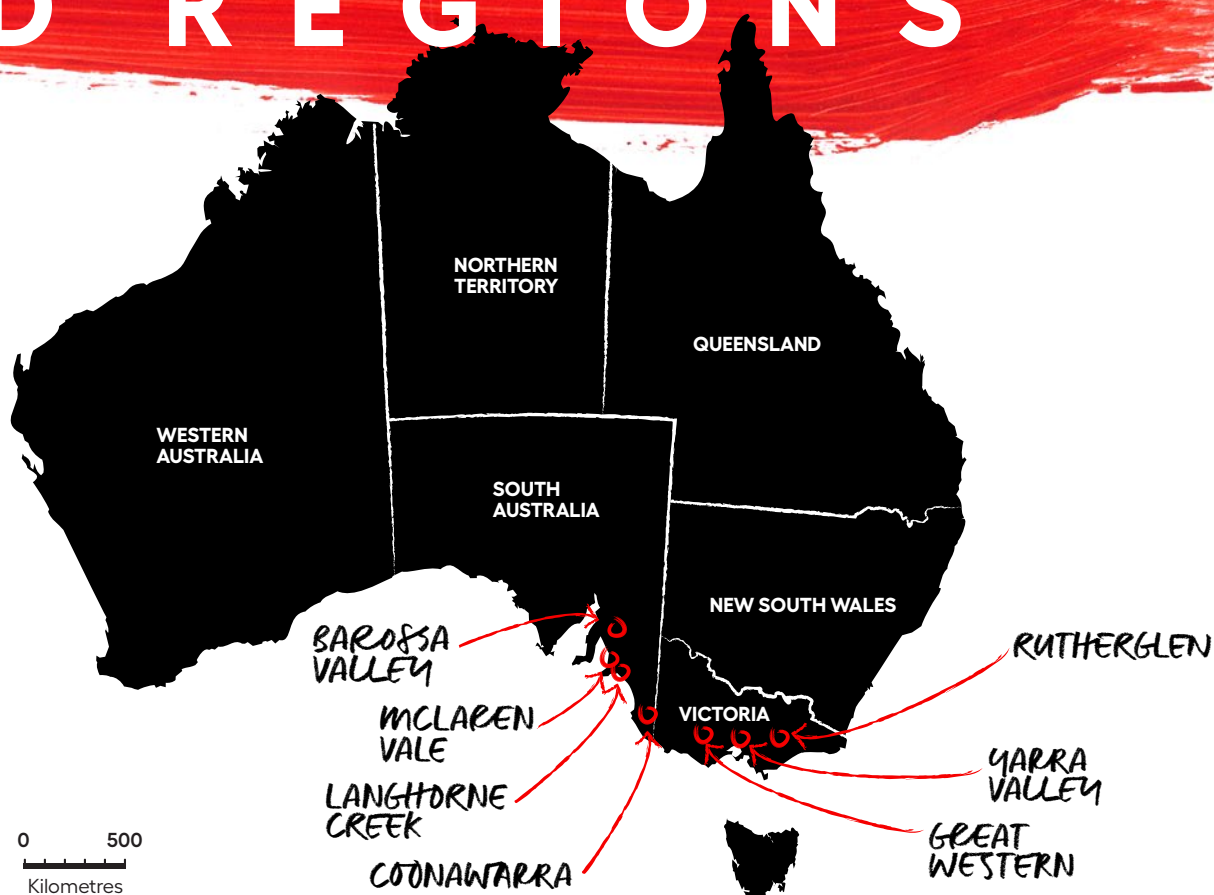 D REGIONS
NORTHERN
TERRITORY
QUEENSLAND
WESTERN
AUSTRALIA
SOUTH
AUSTRALIA
NEW SOUTH WALES
BAROSSA
VALLEY
RUTHERGLEN
MCLAREN
VALE
VICTORIA
YARRA
VALLEY
LANGHORNE
CREEK
GREAT
WESTERN
COONAWARRA
0 500
Kilometres